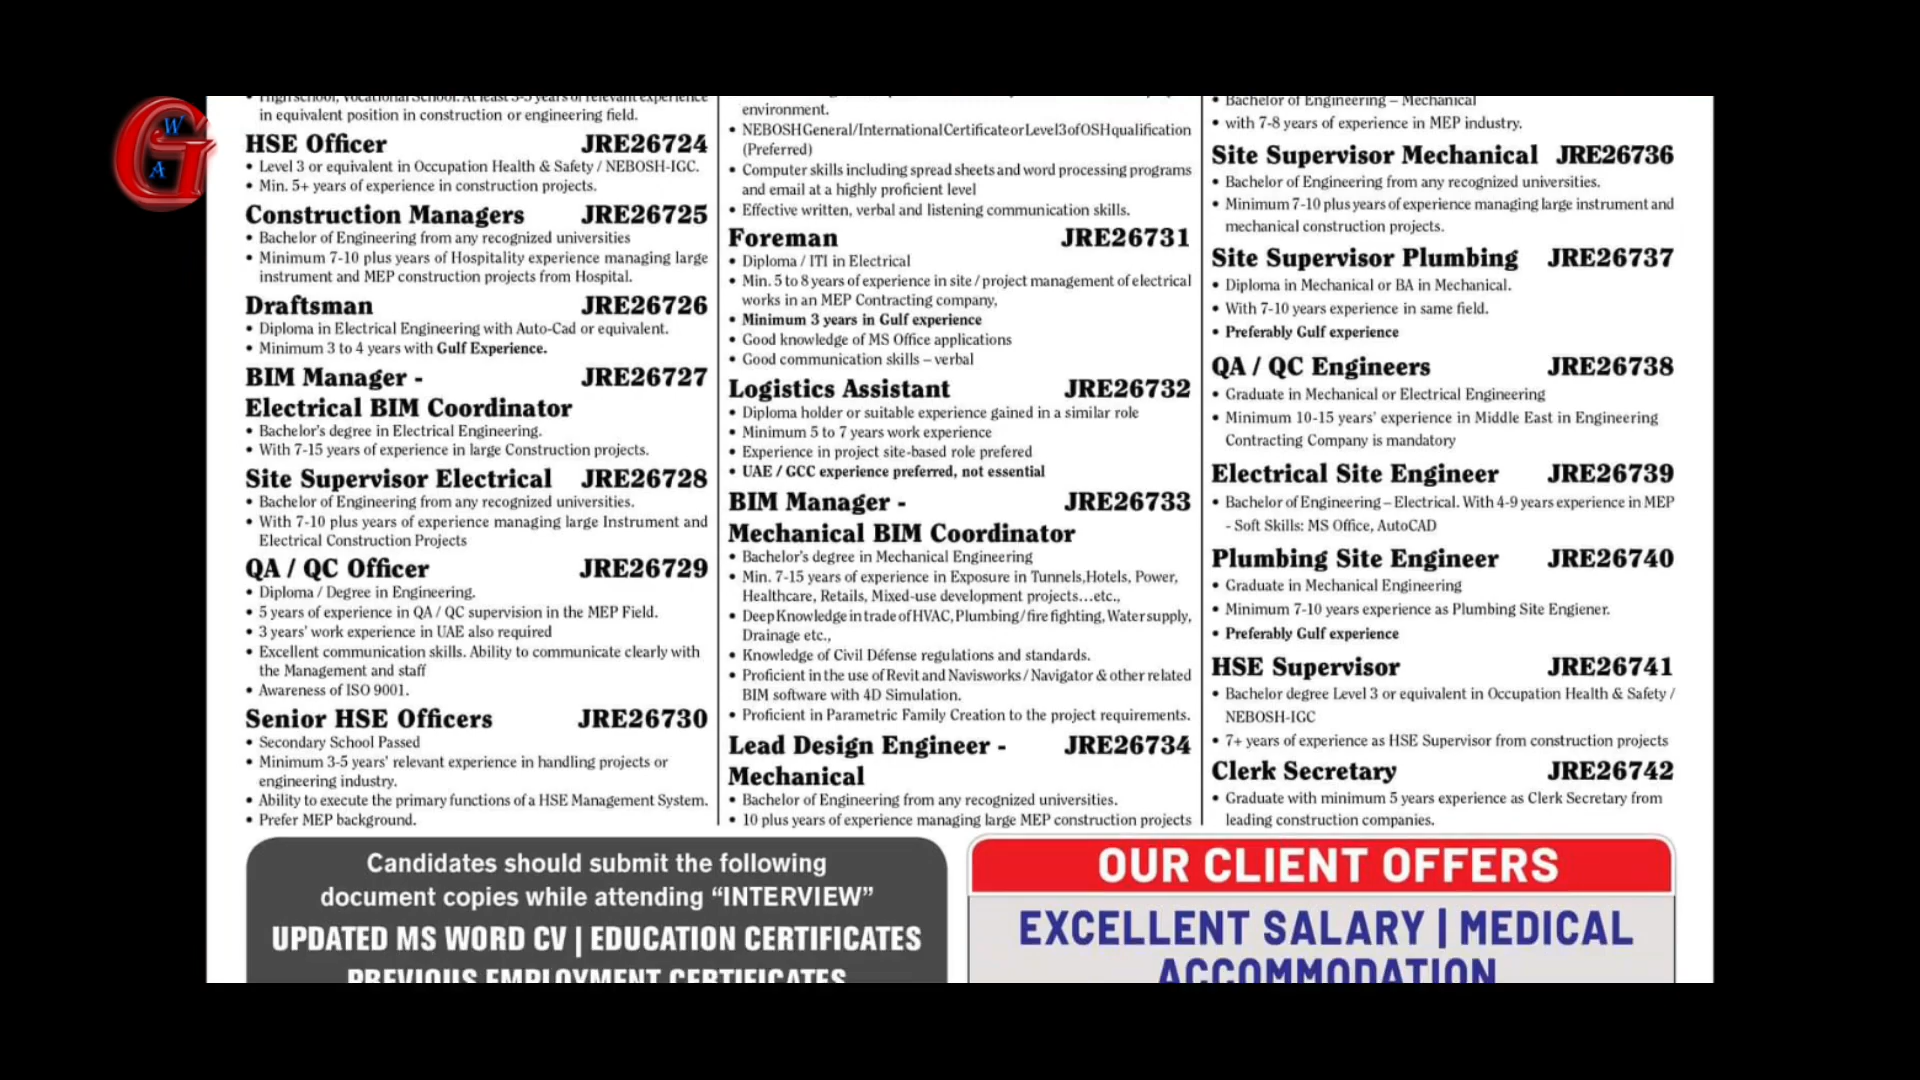 W
G
A
High school, Vocational School. At least 3-5 years of relevant experience
in equivalent position in construction or engineering field.
HSE Officer JRE26724
• Level 3 or equivalent in Occupation Health & Safety / NEBOSH-IGC.
• Min. 5+ years of experience in construction projects.
Construction Managers JRE26725
• Bachelor of Engineering from any recognized universities
• Minimum 7-10 plus years of Hospitality experience managing large
instrument and MEP construction projects from Hospital.
Draftsman JRE26726
• Diploma in Electrical Engineering with Auto-Cad or equivalent.
• Minimum 3 to 4 years with Gulf Experience.
BIM Manager - JRE26727
Electrical BIM Coordinator
• Bachelor's degree in Electrical Engineering.
• With 7-15 years of experience in large Construction projects.
Site Supervisor Electrical JRE26728
• Bachelor of Engineering from any recognized universities.
• With 7-10 plus years of experience managing large Instrument and
Electrical Construction Projects
QA / QC Officer JRE26729
• Diploma / Degree in Engineering.
• 5 years of experience in QA / QC supervision in the MEP Field.
• 3 years' work experience in UAE also required
• Excellent communication skills. Ability to communicate clearly with
the Management and staff
• Awareness of ISO 9001.
Senior HSE Officers JRE26730
• Secondary School Passed
• Minimum 3-5 years' relevant experience in handling projects or
engineering industry.
• Ability to execute the primary functions of a HSE Management System.
• Prefer MEP background.
environment.
• NEBOSH General/International Certificate or Level 3 of OSH qualification
(Preferred)
• Computer skills including spread sheets and word processing programs
and email at a highly proficient level
• Effective written, verbal and listening communication skills.
Foreman JRE26731
• Diploma / ITI in Electrical
• Min. 5 to 8 years of experience in site / project management of electrical
works in an MEP Contracting company,
• Minimum 3 years in Gulf experience
• Good knowledge of MS Office applications
• Good communication skills – verbal
Logistics Assistant JRE26732
• Diploma holder or suitable experience gained in a similar role
• Minimum 5 to 7 years work experience
• Experience in project site-based role prefered
• UAE / GCC experience preferred, not essential
BIM Manager - JRE26733
Mechanical BIM Coordinator
• Bachelor's degree in Mechanical Engineering
• Min. 7-15 years of experience in Exposure in Tunnels,Hotels, Power,
Healthcare, Retails, Mixed-use development projects...etc.,
• Deep Knowledge in trade of HVAC, Plumbing/fire fighting, Water supply,
Drainage etc.,
• Knowledge of Civil Défense regulations and standards.
• Proficient in the use of Revit and Navisworks / Navigator & other related
BIM software with 4D Simulation.
• Proficient in Parametric Family Creation to the project requirements.
Lead Design Engineer - JRE26734
Mechanical
• Bachelor of Engineering from any recognized universities.
• 10 plus years of experience managing large MEP construction projects
• Bachelor of Engineering – Mechanical
• with 7-8 years of experience in MEP industry.
Site Supervisor Mechanical JRE26736
• Bachelor of Engineering from any recognized universities.
• Minimum 7-10 plus years of experience managing large instrument and
mechanical construction projects.
Site Supervisor Plumbing JRE26737
• Diploma in Mechanical or BA in Mechanical.
• With 7-10 years experience in same field.
• Preferably Gulf experience
QA / QC Engineers JRE26738
• Graduate in Mechanical or Electrical Engineering
• Minimum 10-15 years' experience in Middle East in Engineering
Contracting Company is mandatory
Electrical Site Engineer JRE26739
• Bachelor of Engineering – Electrical. With 4-9 years experience in MEP
- Soft Skills: MS Office, AutoCAD
Plumbing Site Engineer JRE26740
• Graduate in Mechanical Engineering
• Minimum 7-10 years experience as Plumbing Site Engiener.
• Preferably Gulf experience
HSE Supervisor JRE26741
• Bachelor degree Level 3 or equivalent in Occupation Health & Safety /
NEBOSH-IGC
• 7+ years of experience as HSE Supervisor from construction projects
Clerk Secretary JRE26742
• Graduate with minimum 5 years experience as Clerk Secretary from
leading construction companies.
Candidates should submit the following
document copies while attending “INTERVIEW”
UPDATED MS WORD CV | EDUCATION CERTIFICATES
PREVIOUS EMPLOYMENT CERTIFICATES
OUR CLIENT OFFERS
EXCELLENT SALARY | MEDICAL
ACCOMMODATION